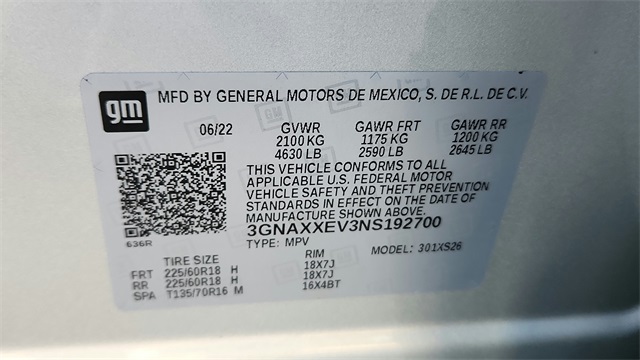 gm MFD BY GENERAL MOTORS DE MEXICO, S. DE R.L. DE C.V.
06/22 GVWR GAWR FRT GAWR RR
2100 KG 1175 KG 1200 KG
4630 LB 2590 LB 2645 LB
THIS VEHICLE CONFORMS TO ALL
APPLICABLE U.S. FEDERAL MOTOR
VEHICLE SAFETY AND THEFT PREVENTION
STANDARDS IN EFFECT ON THE DATE OF
MANUFACTURE SHOWN ABOVE.
3GNAXXEV3NS192700
636R
TYPE: MPV MODEL: 301XS26
TIRE SIZE RIM
FRT 225/60R18 H 18X7J
RR 225/60R18 H 18X7J
SPA T135/70R16 M 16X4BT